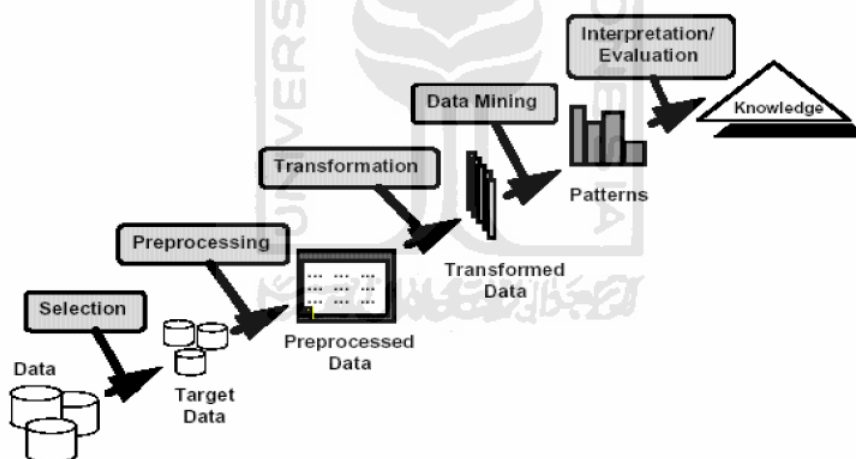 Interpretation/
Evaluation
Data Mining
Knowledge
Transformation
Patterns
Preprocessing
Transformed
Data
Selection
Preprocessed
Data
Data
Target
Data